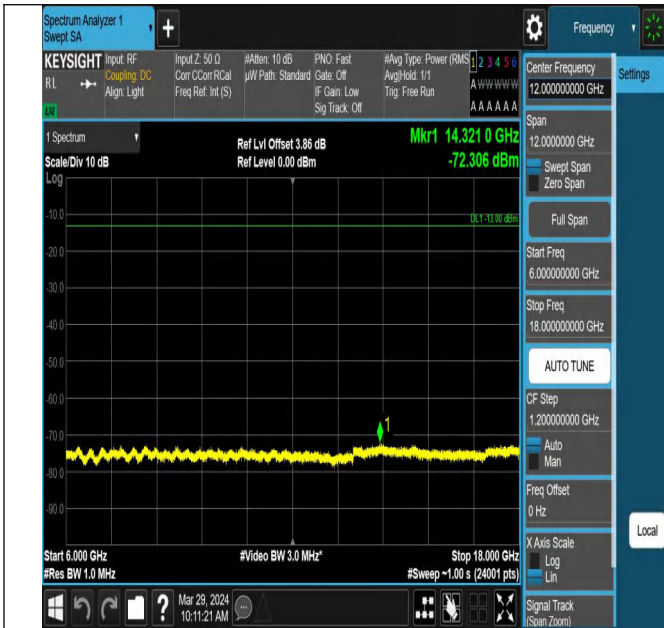 Spectrum Analyzer 1
Swept SA
+
Frequency
KEYSIGHT
RL
LXI
Input: RF
Coupling: DC
Align: Light
Input Z: 50 Ω
Corr CCorr RCal
Freq Ref: Int (S)
#Atten: 10 dB
µW Path: Standard
PNO: Fast
Gate: Off
IF Gain: Low
Sig Track: Off
#Avg Type: Power (RMS
Avg|Hold: 1/1
Trig: Free Run
1 2 3 4 5 6
A W W W W W
A A A A A A
1 Spectrum
Scale/Div 10 dB
Log
Ref Lvl Offset 3.86 dB
Ref Level 0.00 dBm
Mkr1 14.321 0 GHz
-72.306 dBm
DL1 -13.00 dBm
-10.0
-20.0
-30.0
-40.0
-50.0
-60.0
-70.0
-80.0
-90.0
1
Start 6.000 GHz
#Res BW 1.0 MHz
#Video BW 3.0 MHz*
Stop 18.000 GHz
#Sweep ~1.00 s (24001 pts)
?
Mar 29, 2024
10:11:21 AM
Center Frequency
12.000000000 GHz
Settings
Span
12.0000000 GHz
Swept Span
Zero Span
Full Span
Start Freq
6.000000000 GHz
Stop Freq
18.000000000 GHz
AUTO TUNE
CF Step
1.200000000 GHz
Auto
Man
Freq Offset
0 Hz
Local
X Axis Scale
Log
Lin
Signal Track
(Span Zoom)